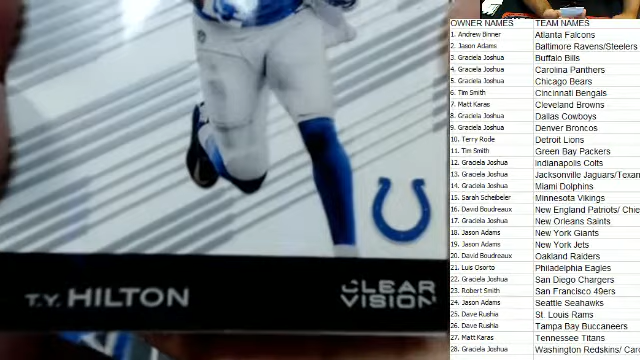 OWNER NAMES TEAM NAMES
1. Andrew Binner Atlanta Falcons
2. Jason Adams Baltimore Ravens/Steelers
3. Graciela Joshua Buffalo Bills
4. Graciela Joshua Carolina Panthers
5. Graciela Joshua Chicago Bears
6. Tim Smith Cincinnati Bengals
7. Matt Karas Cleveland Browns
8. Graciela Joshua Dallas Cowboys
9. Graciela Joshua Denver Broncos
10. Terry Rode Detroit Lions
11. Tim Smith Green Bay Packers
12. Graciela Joshua Indianapolis Colts
13. Graciela Joshua Jacksonville Jaguars/Texan
14. Graciela Joshua Miami Dolphins
15. Sarah Scheibeler Minnesota Vikings
16. David Boudreaux New England Patriots/ Chie
17. Graciela Joshua New Orleans Saints
18. Jason Adams New York Giants
19. Jason Adams New York Jets
20. David Boudreaux Oakland Raiders
21. Luis Osorto Philadelphia Eagles
22. Graciela Joshua San Diego Chargers
23. Robert Smith San Francisco 49ers
24. Jason Adams Seattle Seahawks
25. Dave Rushia St. Louis Rams
26. Dave Rushia Tampa Bay Buccaneers
27. Matt Karas Tennessee Titans
28. Graciela Joshua Washington Redskins/ Card
T.Y. HILTON
CLEAR
VISION